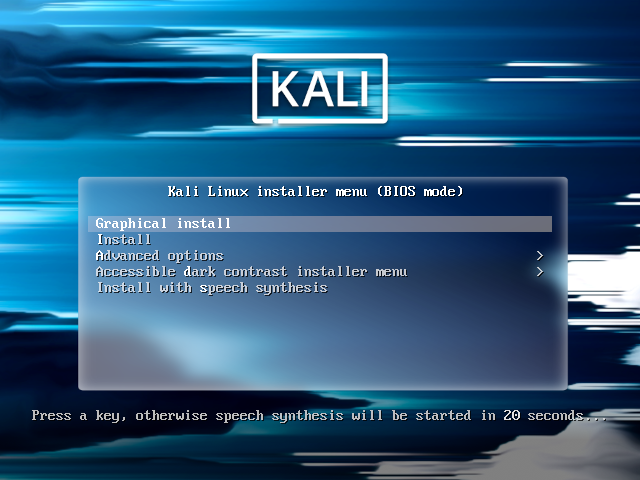 KALI
Kali Linux installer menu (BIOS mode)
Graphical install
Install
Advanced options >
Accessible dark contrast installer menu >
Install with speech synthesis
Press a key, otherwise speech synthesis will be started in 20 seconds...